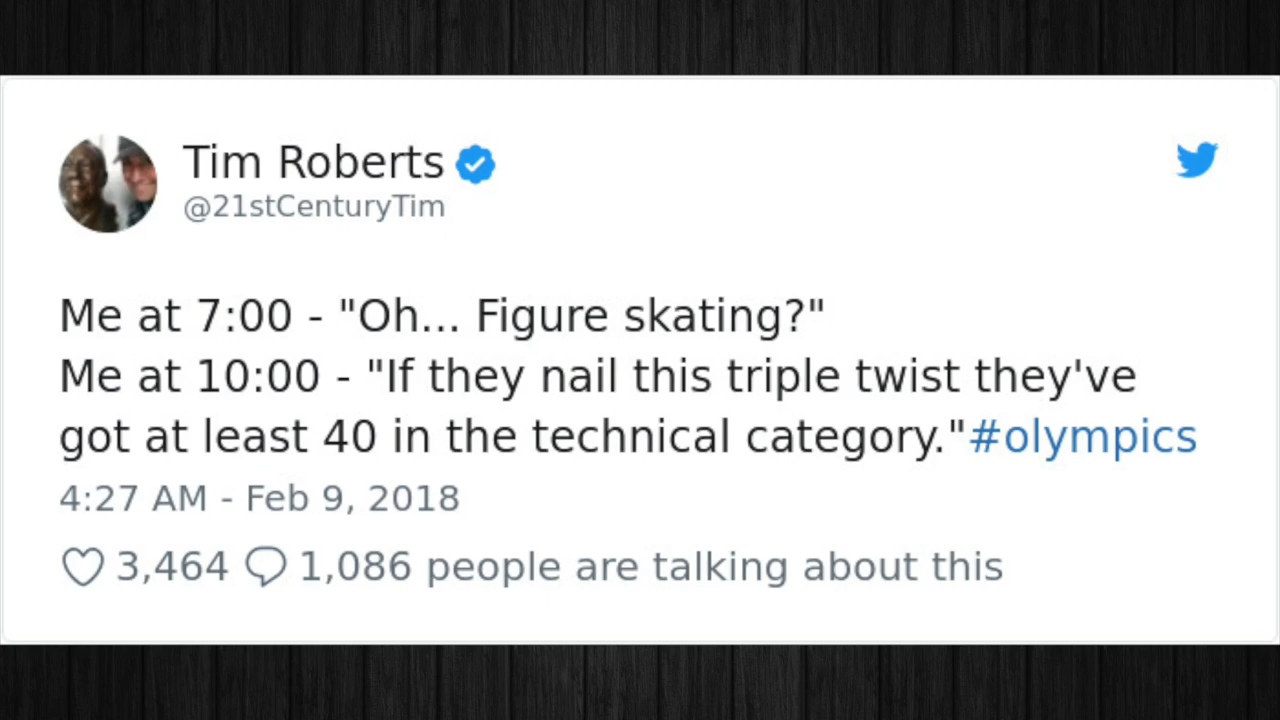 Tim Roberts
@21stCenturyTim
Me at 7:00 - "Oh... Figure skating?"
Me at 10:00 - "If they nail this triple twist they've
got at least 40 in the technical category."#olympics
4:27 AM - Feb 9, 2018
3,464 1,086 people are talking about this